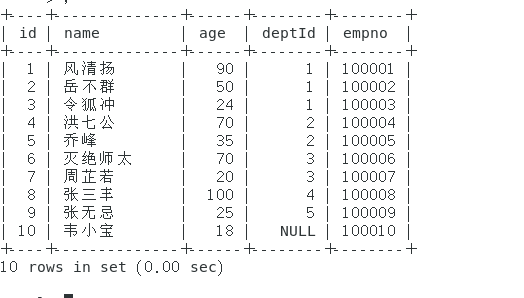 +----+--------------+------+--------+--------+
| id | name | age | deptId | empno |
+----+--------------+------+--------+--------+
| 1 | 风清扬 | 90 | 1 | 100001 |
| 2 | 岳不群 | 50 | 1 | 100002 |
| 3 | 令狐冲 | 24 | 1 | 100003 |
| 4 | 洪七公 | 70 | 2 | 100004 |
| 5 | 乔峰 | 35 | 2 | 100005 |
| 6 | 灭绝师太 | 70 | 3 | 100006 |
| 7 | 周芷若 | 20 | 3 | 100007 |
| 8 | 张三丰 | 100 | 4 | 100008 |
| 9 | 张无忌 | 25 | 5 | 100009 |
| 10 | 韦小宝 | 18 | NULL | 100010 |
+----+--------------+------+--------+--------+
10 rows in set (0.00 sec)